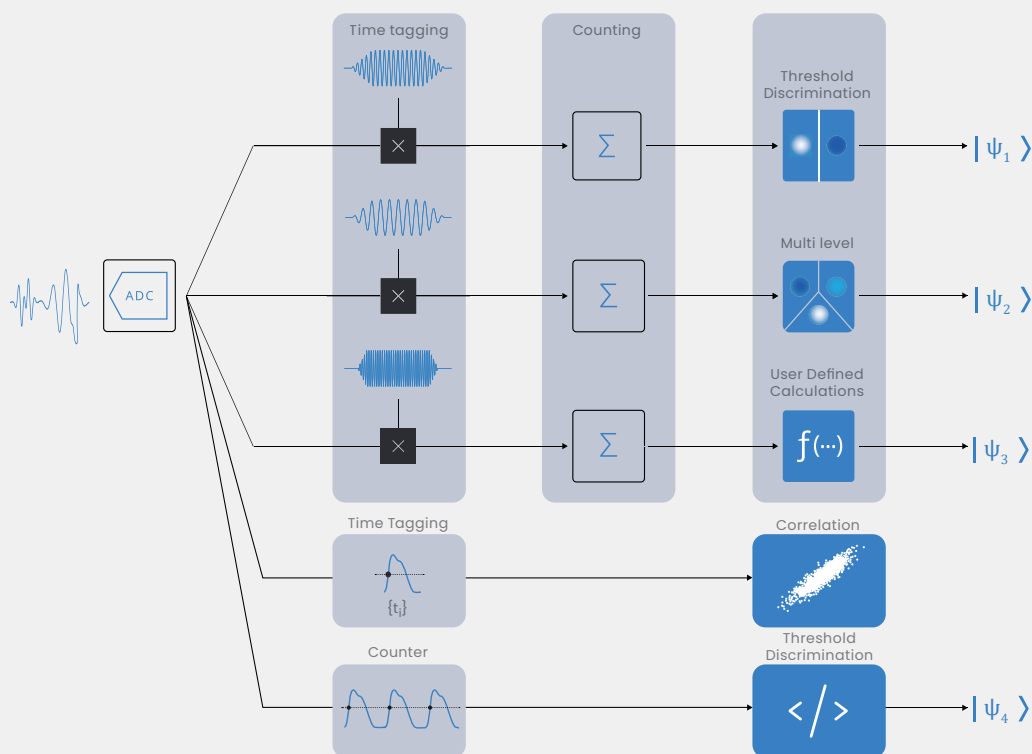 Time tagging
Counting
Threshold
Discrimination
Σ
|ψ₁⟩
Multi level
ADC
Σ
|ψ₂⟩
User Defined
Calculations
Σ
ƒ(···)
|ψ₃⟩
Time Tagging
Correlation
{tᵢ}
Counter
Threshold
Discrimination
</>
|ψ₄⟩